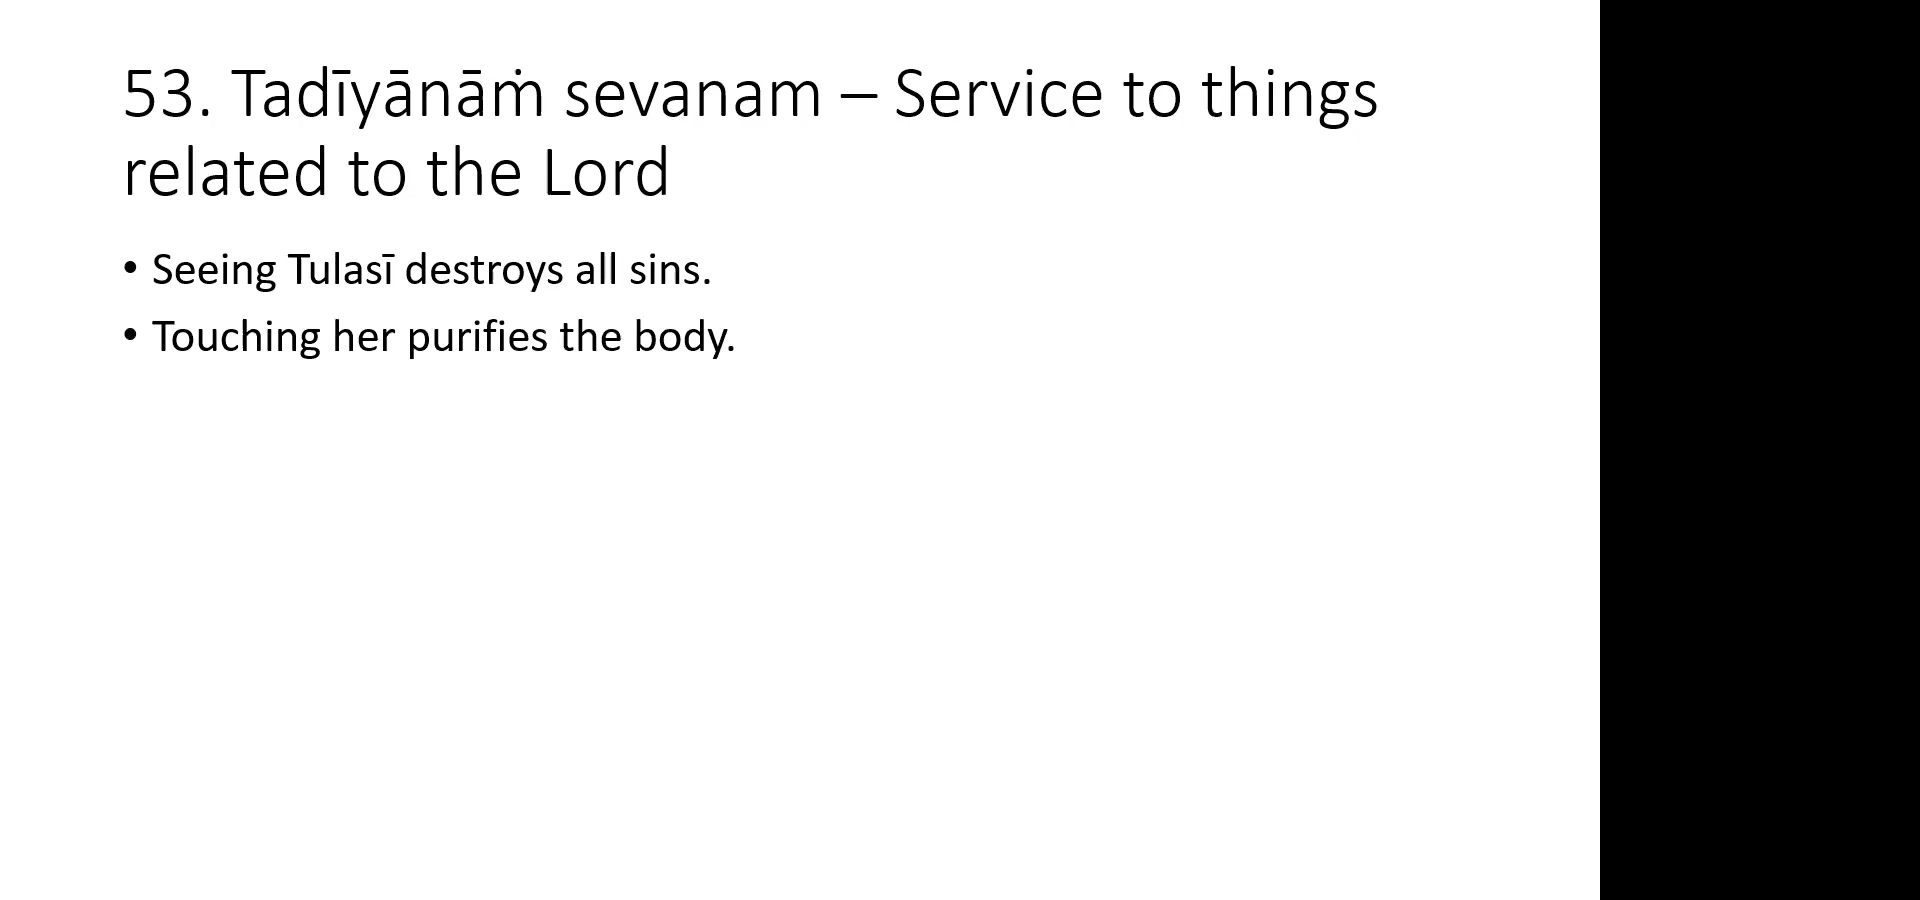 53. Tadīyānāṁ sevanam – Service to things
related to the Lord
• Seeing Tulasī destroys all sins.
• Touching her purifies the body.